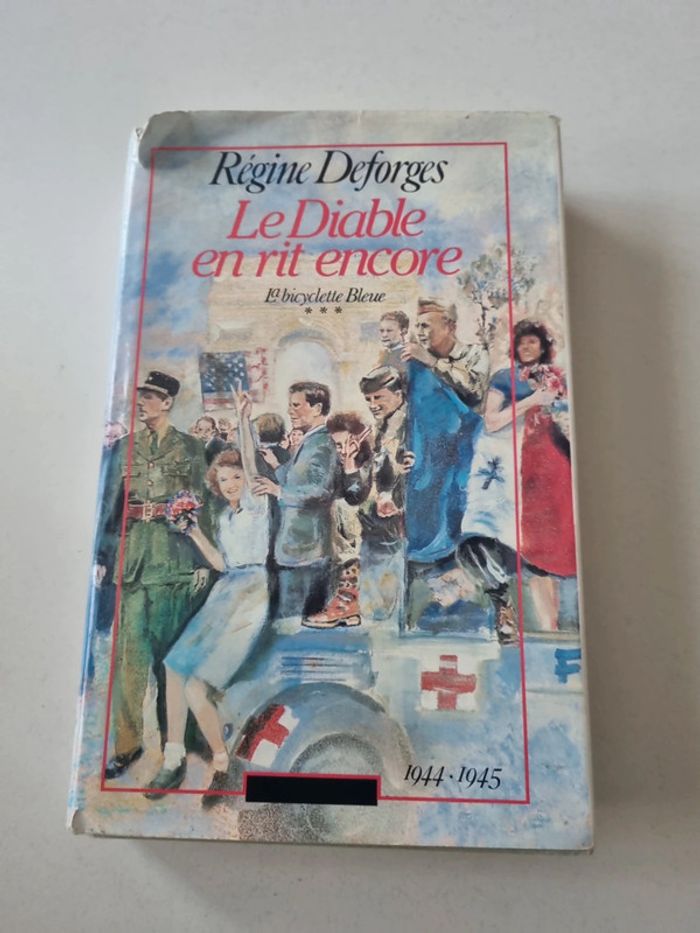 Régine Deforges
Le Diable
en rit encore
La bicyclette Bleue
***
1944 · 1945
F